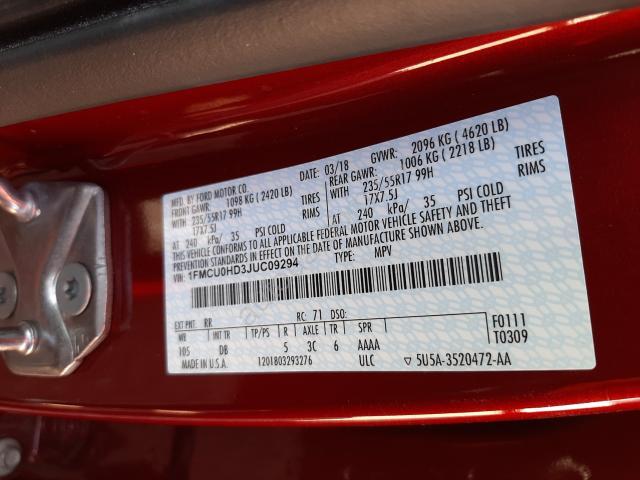 MFD. BY FORD MOTOR CO.
DATE: 03/18 GVWR: 2096 KG ( 4620 LB)
FRONT GAWR: 1098 KG ( 2420 LB) REAR GAWR: 1006 KG ( 2218 LB)
WITH 235/55R17 99H TIRES WITH 235/55R17 99H TIRES
17X7.5J RIMS 17X7.5J RIMS
AT 240 kPa/ 35 PSI COLD AT 240 kPa/ 35 PSI COLD
THIS VEHICLE CONFORMS TO ALL APPLICABLE FEDERAL MOTOR VEHICLE SAFETY AND THEFT
PREVENTION STANDARDS IN EFFECT ON THE DATE OF MANUFACTURE SHOWN ABOVE.
VIN: 1FMCU0HD3JUC09294 TYPE: MPV
EXT PNT: RR RC: 71 DSO: F0111
WB INT TR TP/PS R AXLE TR SPR T0309
105 DB 5 3C 6 AAAA
MADE IN U.S.A. 1201803293276 ULC ▽ 5U5A-3520472-AA